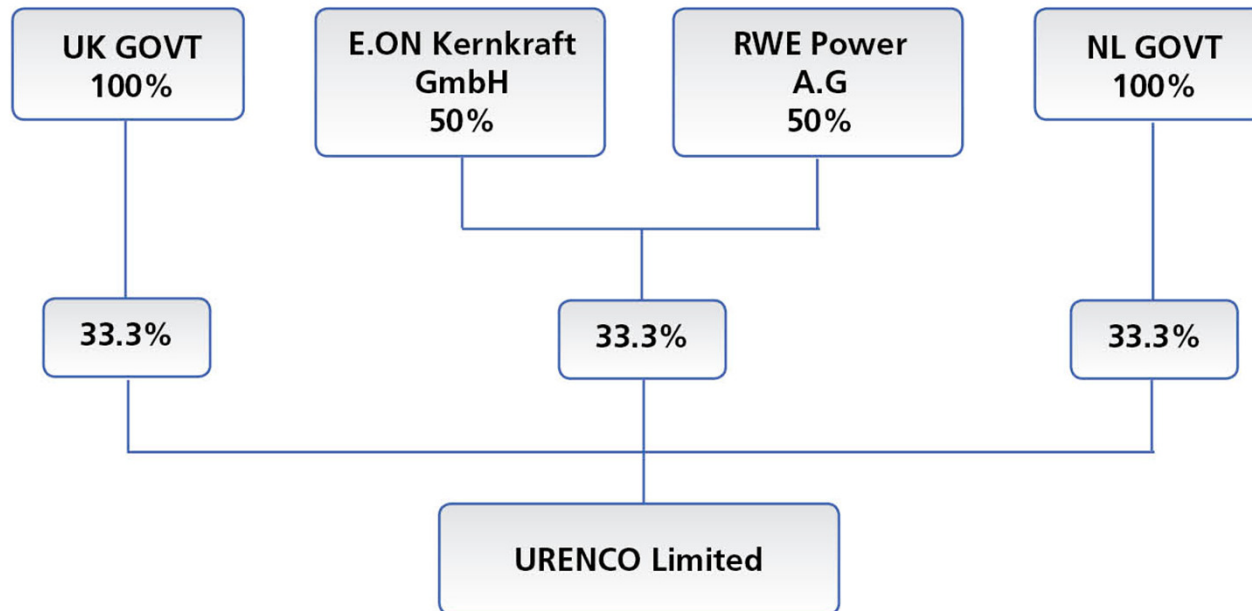 UK GOVT
100%
E.ON Kernkraft
GmbH
50%
RWE Power
A.G
50%
NL GOVT
100%
33.3%
33.3%
33.3%
URENCO Limited